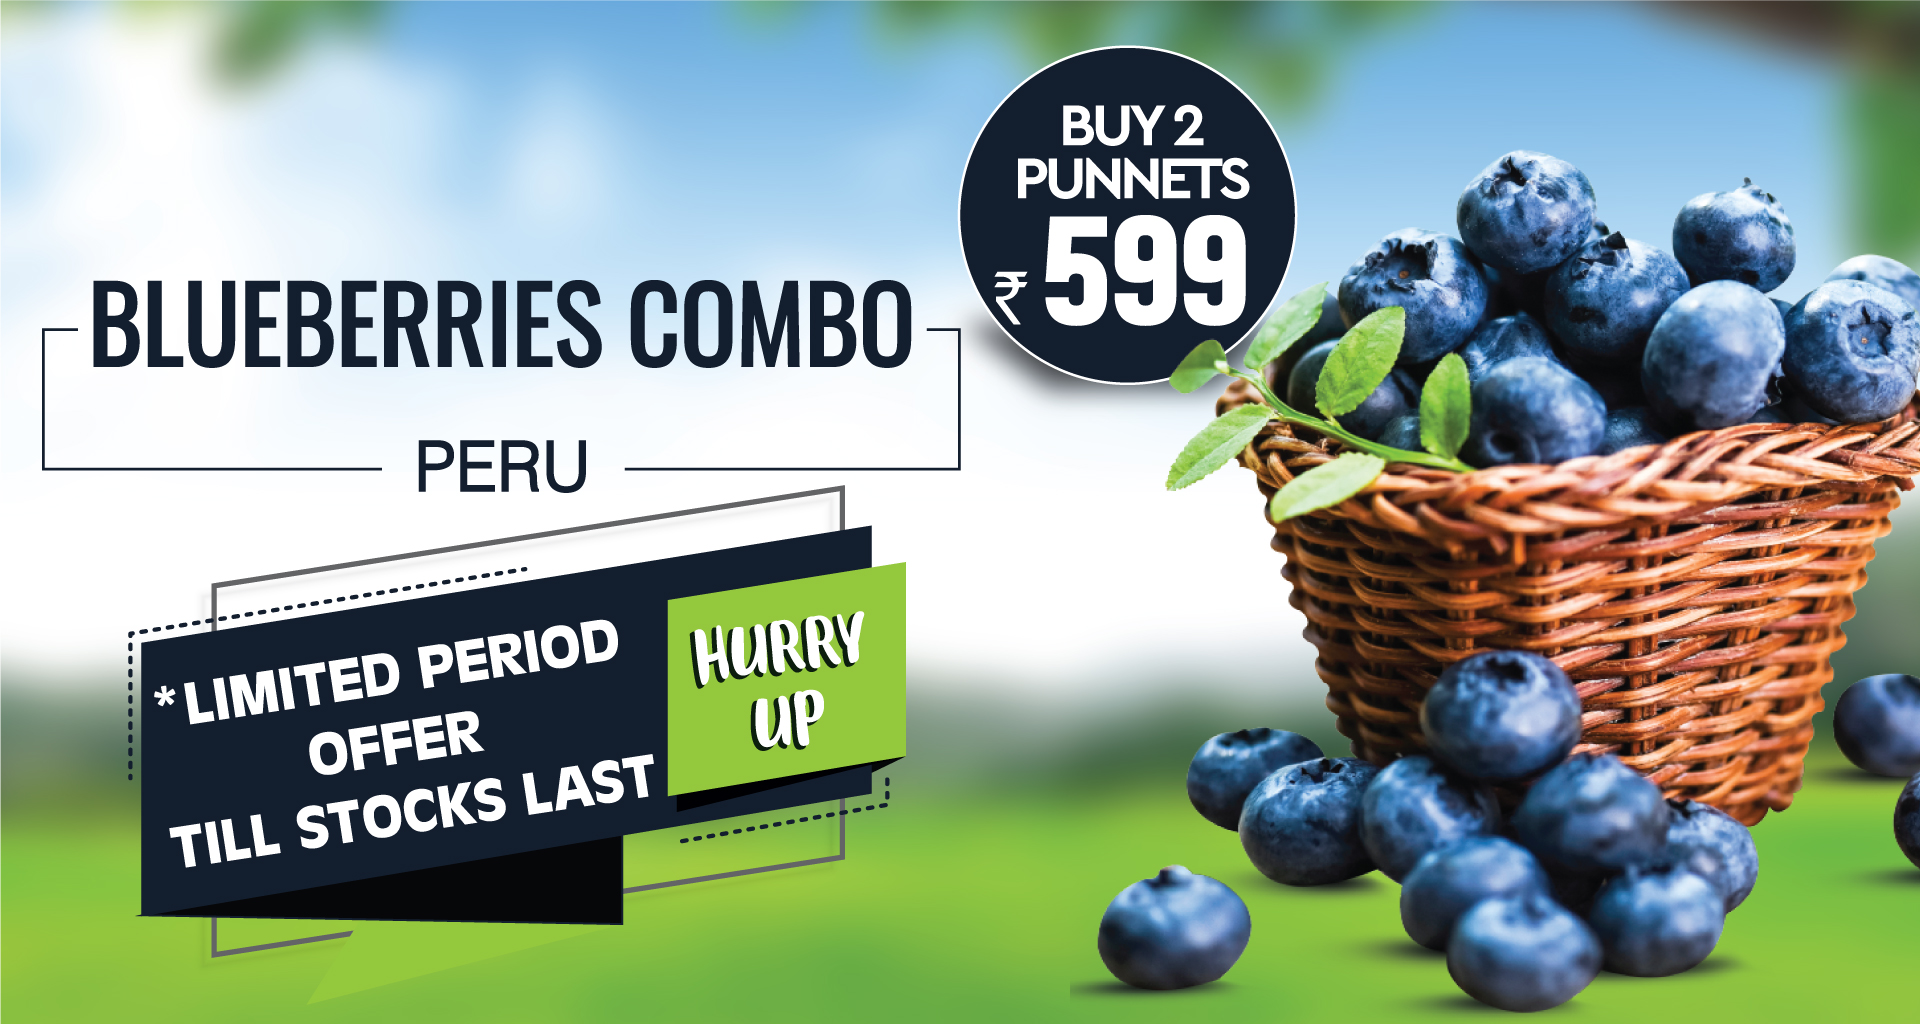 BUY 2
PUNNETS
₹ 599
BLUEBERRIES COMBO
PERU
*LIMITED PERIOD
OFFER
TILL STOCKS LAST
HURRY
UP